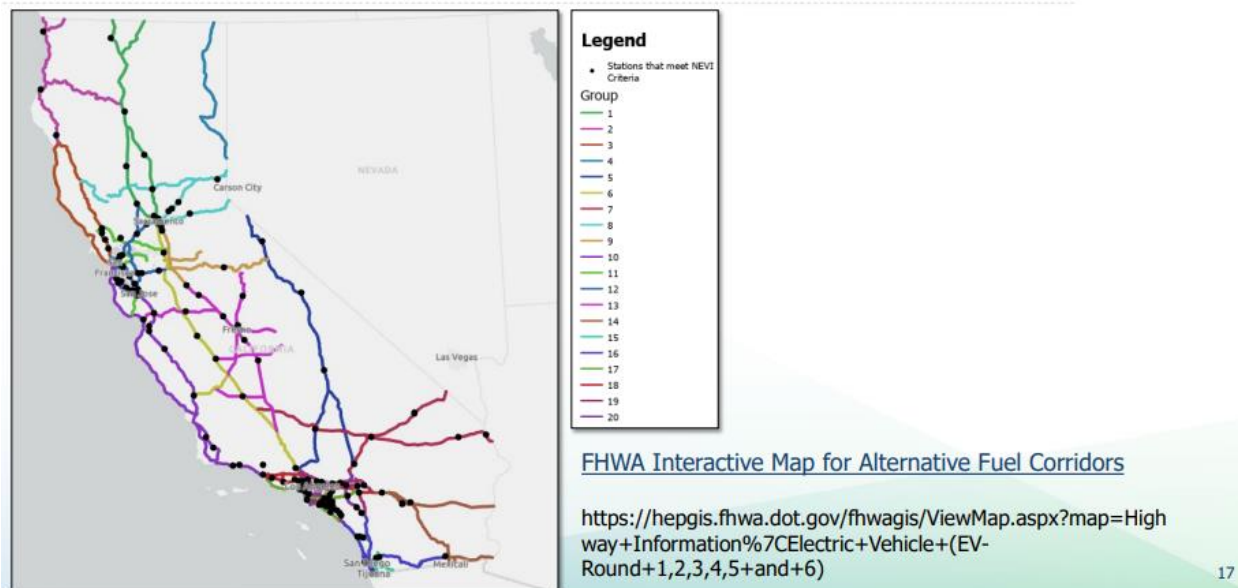 Carson City
NEVADA
Sacramento
San Jose
Fresno
CALIFORNIA
Las Vegas
Tijuana
Mexicali
Legend
Stations that meet NEVI
Criteria
Group
1
2
3
4
5
6
7
8
9
10
11
12
13
14
15
16
17
18
19
20
FHWA Interactive Map for Alternative Fuel Corridors
https://hepgis.fhwa.dot.gov/fhwagis/ViewMap.aspx?map=High
way+Information%7CElectric+Vehicle+(EV-
Round+1,2,3,4,5+and+6)
17